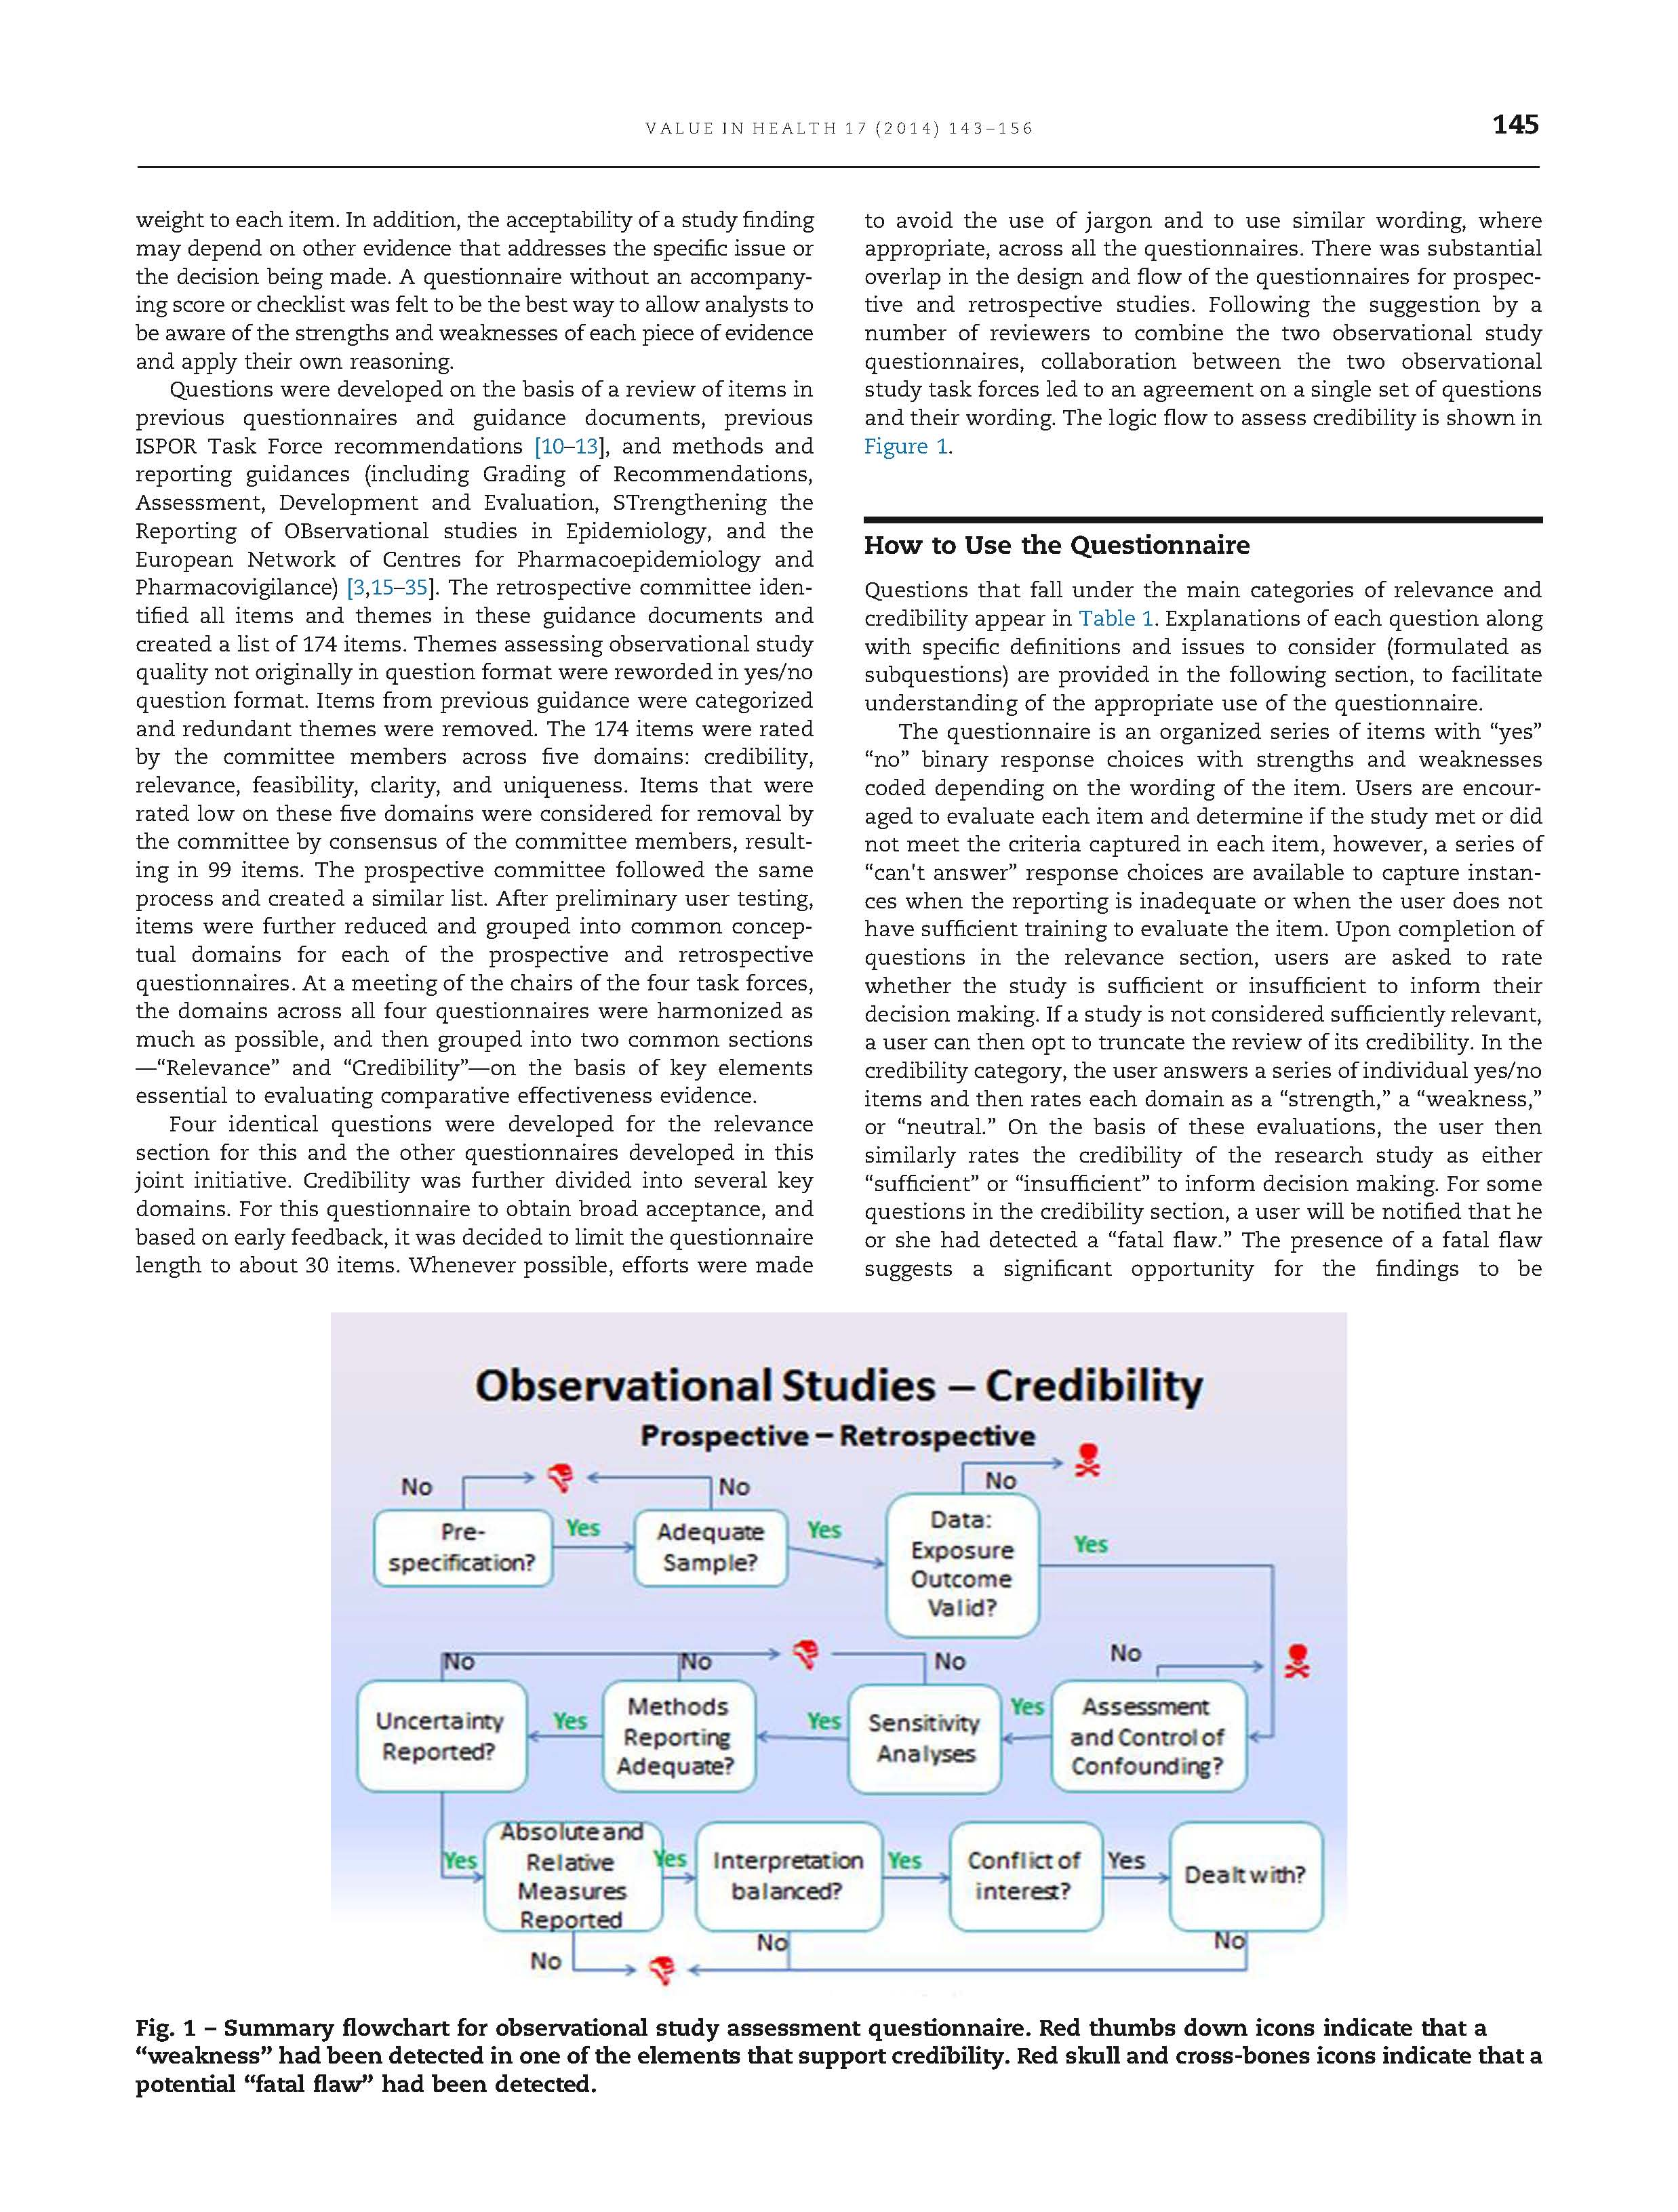 VALUE IN HEALTH 17 (2014) 143–156
145
weight to each item. In addition, the acceptability of a study finding
may depend on other evidence that addresses the specific issue or
the decision being made. A questionnaire without an accompany-
ing score or checklist was felt to be the best way to allow analysts to
be aware of the strengths and weaknesses of each piece of evidence
and apply their own reasoning.
Questions were developed on the basis of a review of items in
previous questionnaires and guidance documents, previous
ISPOR Task Force recommendations [10–13], and methods and
reporting guidances (including Grading of Recommendations,
Assessment, Development and Evaluation, STrengthening the
Reporting of OBservational studies in Epidemiology, and the
European Network of Centres for Pharmacoepidemiology and
Pharmacovigilance) [3,15–35]. The retrospective committee iden-
tified all items and themes in these guidance documents and
created a list of 174 items. Themes assessing observational study
quality not originally in question format were reworded in yes/no
question format. Items from previous guidance were categorized
and redundant themes were removed. The 174 items were rated
by the committee members across five domains: credibility,
relevance, feasibility, clarity, and uniqueness. Items that were
rated low on these five domains were considered for removal by
the committee by consensus of the committee members, result-
ing in 99 items. The prospective committee followed the same
process and created a similar list. After preliminary user testing,
items were further reduced and grouped into common concep-
tual domains for each of the prospective and retrospective
questionnaires. At a meeting of the chairs of the four task forces,
the domains across all four questionnaires were harmonized as
much as possible, and then grouped into two common sections
—“Relevance” and “Credibility”—on the basis of key elements
essential to evaluating comparative effectiveness evidence.
Four identical questions were developed for the relevance
section for this and the other questionnaires developed in this
joint initiative. Credibility was further divided into several key
domains. For this questionnaire to obtain broad acceptance, and
based on early feedback, it was decided to limit the questionnaire
length to about 30 items. Whenever possible, efforts were made
to avoid the use of jargon and to use similar wording, where
appropriate, across all the questionnaires. There was substantial
overlap in the design and flow of the questionnaires for prospec-
tive and retrospective studies. Following the suggestion by a
number of reviewers to combine the two observational study
questionnaires, collaboration between the two observational
study task forces led to an agreement on a single set of questions
and their wording. The logic flow to assess credibility is shown in
Figure 1.
How to Use the Questionnaire
Questions that fall under the main categories of relevance and
credibility appear in Table 1. Explanations of each question along
with specific definitions and issues to consider (formulated as
subquestions) are provided in the following section, to facilitate
understanding of the appropriate use of the questionnaire.
The questionnaire is an organized series of items with “yes”
“no” binary response choices with strengths and weaknesses
coded depending on the wording of the item. Users are encour-
aged to evaluate each item and determine if the study met or did
not meet the criteria captured in each item, however, a series of
“can't answer” response choices are available to capture instan-
ces when the reporting is inadequate or when the user does not
have sufficient training to evaluate the item. Upon completion of
questions in the relevance section, users are asked to rate
whether the study is sufficient or insufficient to inform their
decision making. If a study is not considered sufficiently relevant,
a user can then opt to truncate the review of its credibility. In the
credibility category, the user answers a series of individual yes/no
items and then rates each domain as a “strength,” a “weakness,”
or “neutral.” On the basis of these evaluations, the user then
similarly rates the credibility of the research study as either
“sufficient” or “insufficient” to inform decision making. For some
questions in the credibility section, a user will be notified that he
or she had detected a “fatal flaw.” The presence of a fatal flaw
suggests a significant opportunity for the findings to be
Observational Studies – Credibility
Prospective – Retrospective
No
No
No
Pre-
specification?
Yes
Adequate
Sample?
Yes
Data:
Exposure
Outcome
Valid?
Yes
No
No
No
No
Uncertainty
Reported?
Yes
Methods
Reporting
Adequate?
Yes
Sensitivity
Analyses
Yes
Assessment
and Control of
Confounding?
Yes
Absolute and
Relative
Measures
Reported
Yes
Interpretation
balanced?
Yes
Conflict of
interest?
Yes
Dealt with?
No
No
No
Fig. 1 – Summary flowchart for observational study assessment questionnaire. Red thumbs down icons indicate that a
“weakness” had been detected in one of the elements that support credibility. Red skull and cross-bones icons indicate that a
potential “fatal flaw” had been detected.